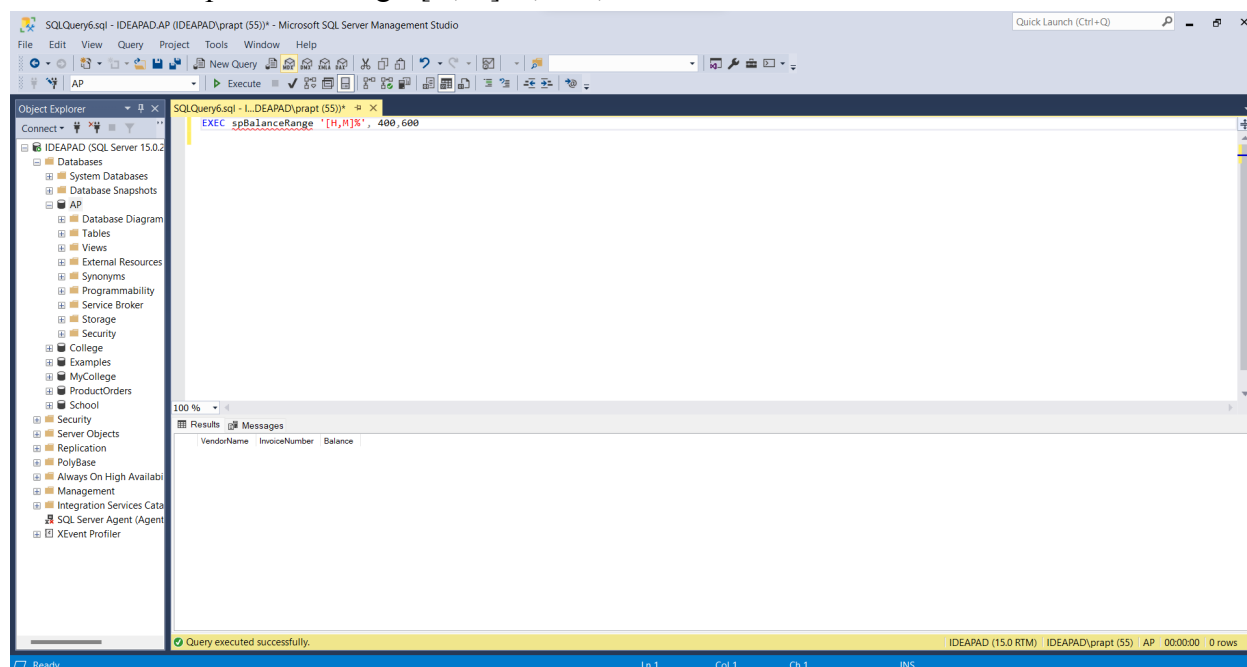 SQLQuery6.sql - IDEAPAD.AP (IDEAPAD\prapt (55))* - Microsoft SQL Server Management Studio
Quick Launch (Ctrl+Q)
File Edit View Query Project Tools Window Help
New Query MDX DMX XMLA DAX
AP Execute
Object Explorer
SQLQuery6.sql - I...DEAPAD\prapt (55))*
Connect
EXEC spBalanceRange '[H,M]%', 400,600
IDEAPAD (SQL Server 15.0.2
Databases
System Databases
Database Snapshots
AP
Database Diagram
Tables
Views
External Resources
Synonyms
Programmability
Service Broker
Storage
Security
College
Examples
MyCollege
ProductOrders
School
Security
Server Objects
Replication
PolyBase
Always On High Availabi
Management
Integration Services Cata
SQL Server Agent (Agent
XEvent Profiler
100 %
Results Messages
VendorName InvoiceNumber Balance
Query executed successfully.
IDEAPAD (15.0 RTM) IDEAPAD\prapt (55) AP 00:00:00 0 rows
Ready Ln 1 Col 1 Ch 1 INS